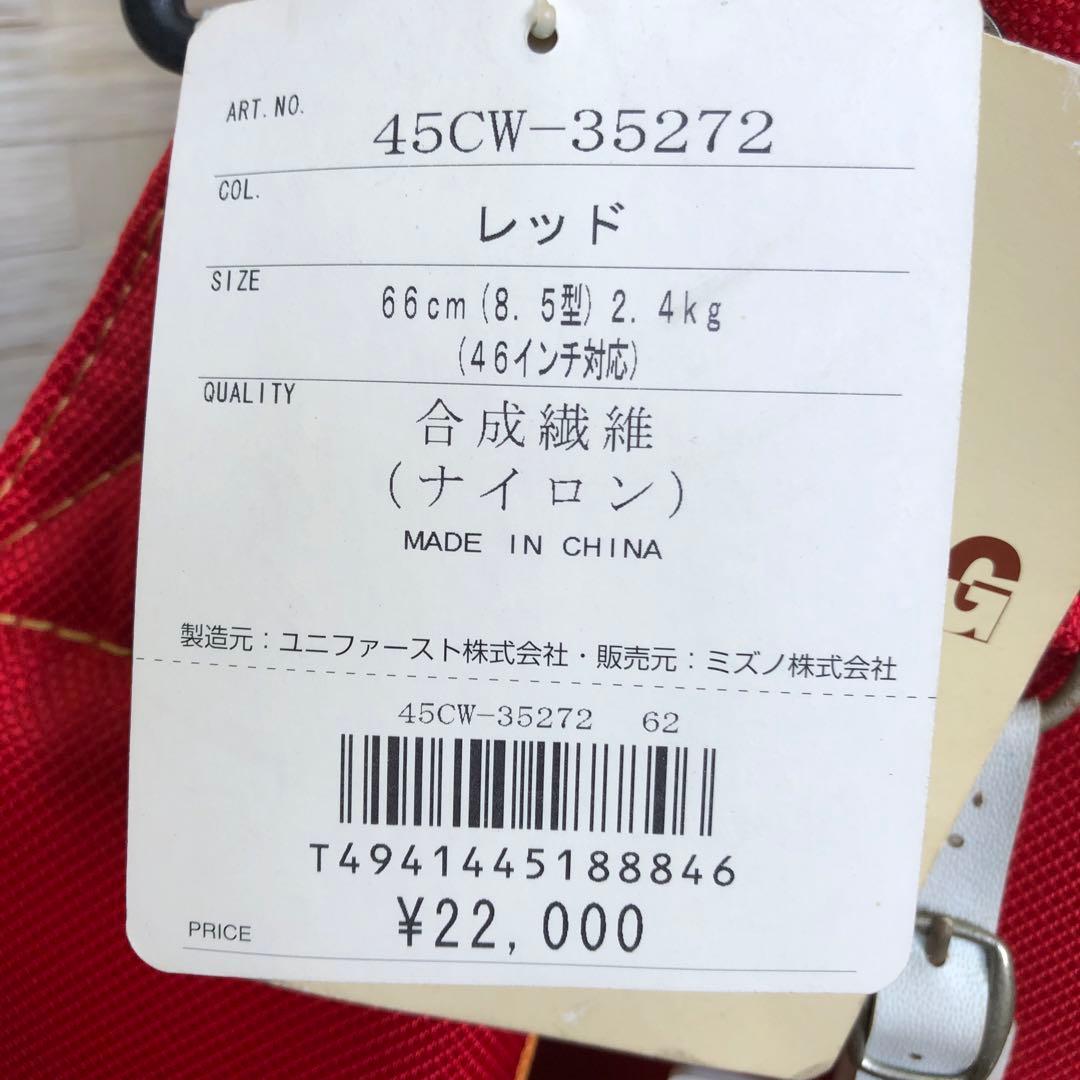 ART. NO.
45CW-35272
COL.
レッド
SIZE
66cm (8. 5型) 2. 4kg
(46インチ対応)
QUALITY
合成繊維
(ナイロン)
MADE IN CHINA
製造元：ユニファースト株式会社・販売元：ミズノ株式会社
45CW-35272 62
T4941445188846
PRICE
¥22,000
G